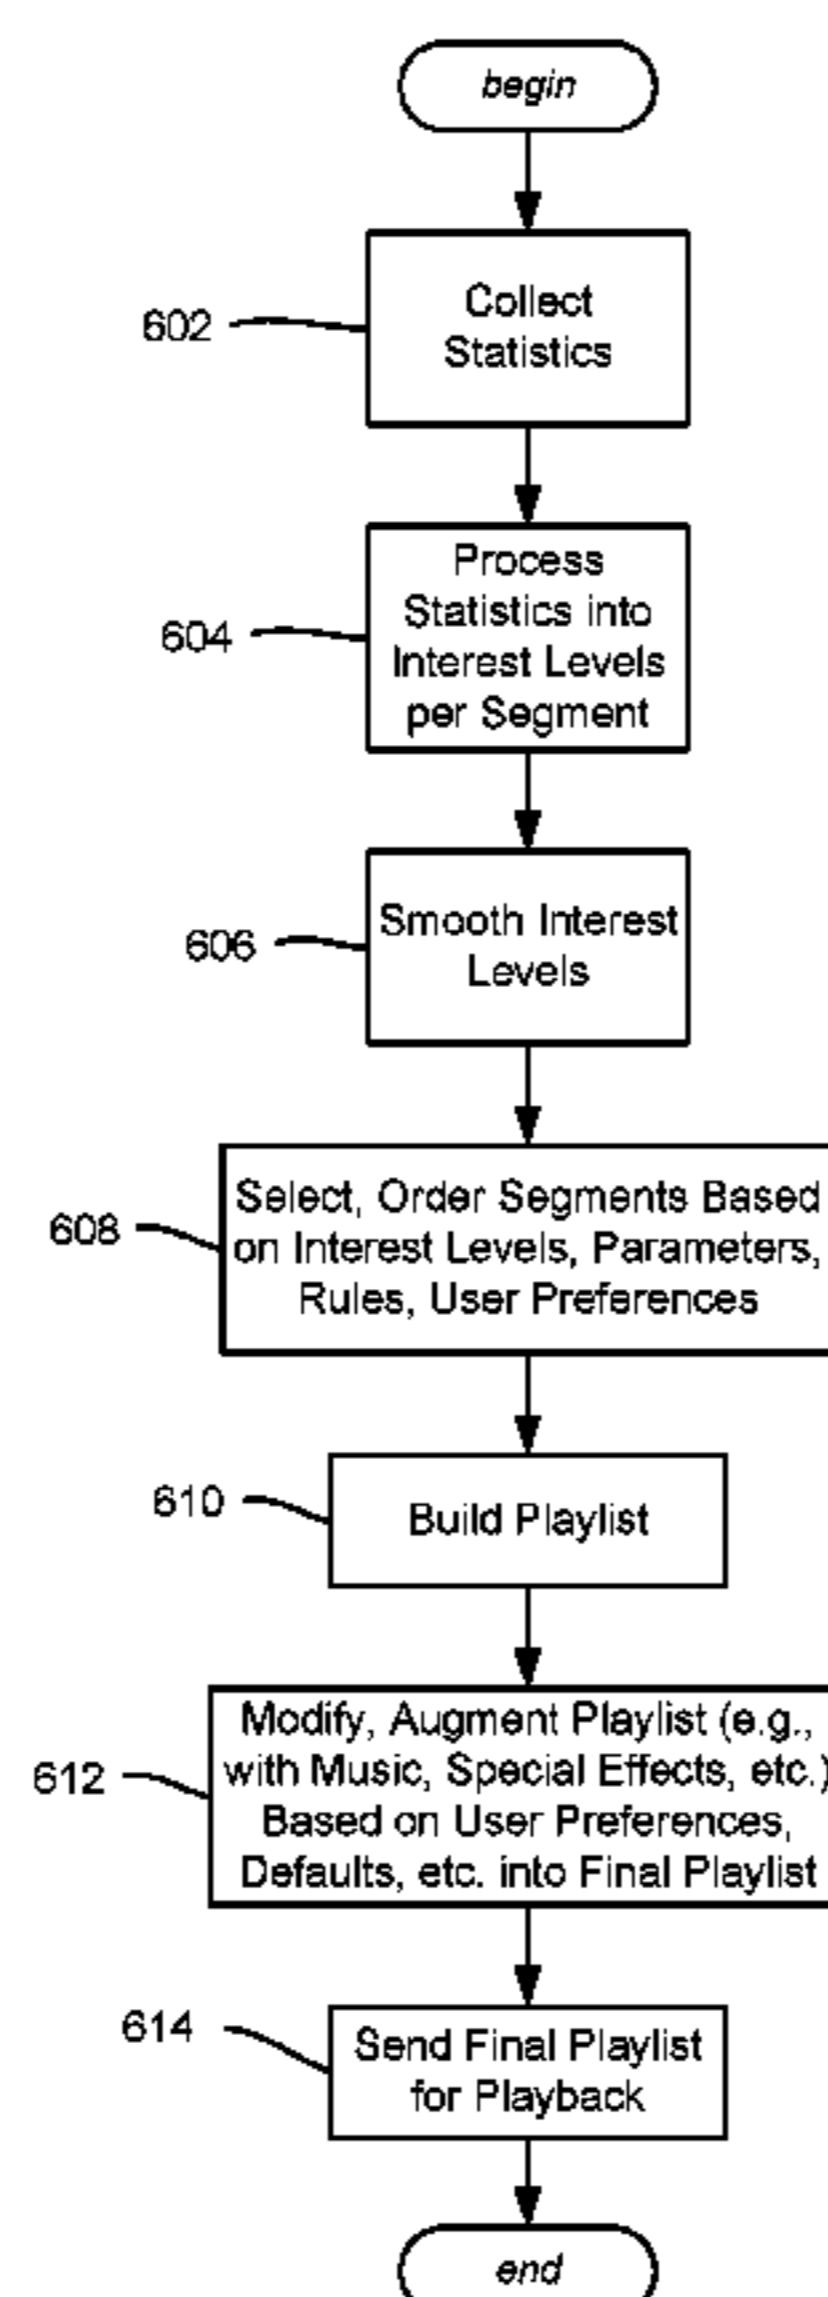 begin
602
Collect
Statistics
604
Process
Statistics into
Interest Levels
per Segment
606
Smooth Interest
Levels
608
Select, Order Segments Based
on Interest Levels, Parameters,
Rules, User Preferences
610
Build Playlist
612
Modify, Augment Playlist (e.g.,
with Music, Special Effects, etc.)
Based on User Preferences,
Defaults, etc. into Final Playlist
614
Send Final Playlist
for Playback
end